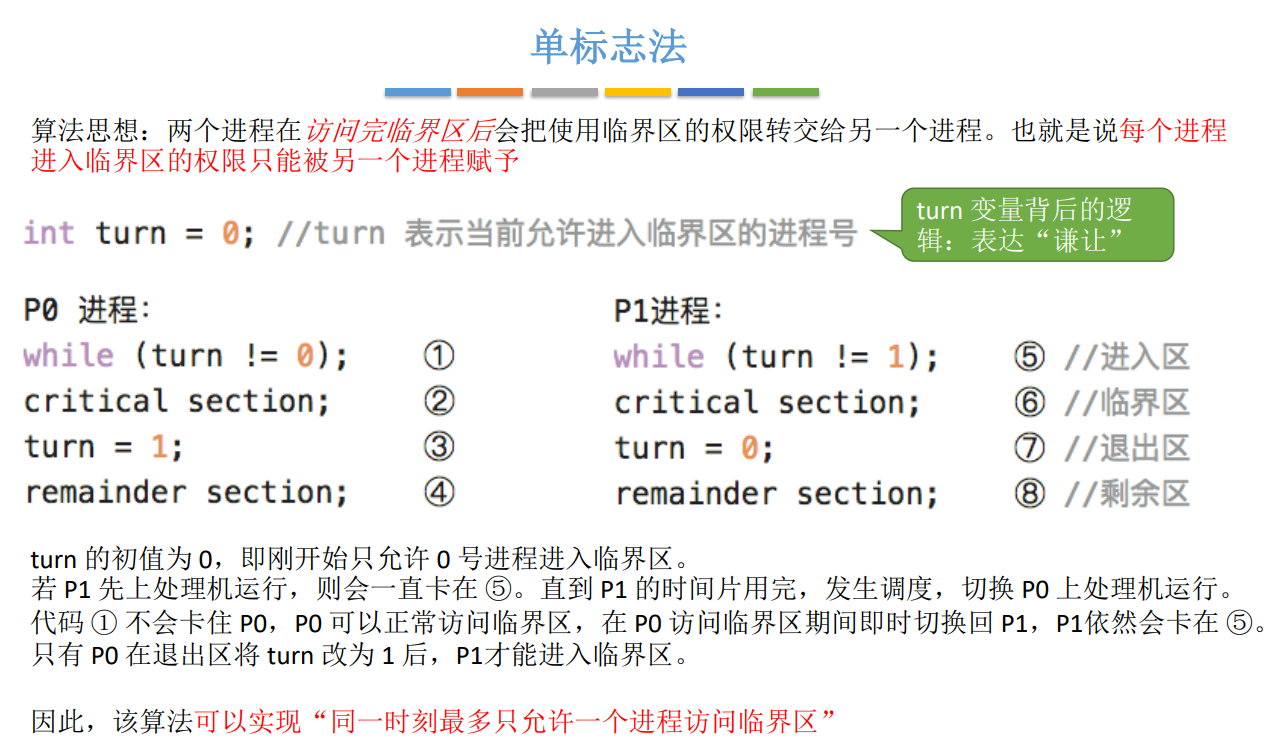 单标志法
算法思想：两个进程在访问完临界区后会把使用临界区的权限转交给另一个进程。也就是说每个进程
进入临界区的权限只能被另一个进程赋予
int turn = 0; //turn 表示当前允许进入临界区的进程号
turn 变量背后的逻
辑：表达“谦让”
P0 进程：
while (turn != 0); ①
critical section; ②
turn = 1; ③
remainder section; ④
P1进程：
while (turn != 1); ⑤ //进入区
critical section; ⑥ //临界区
turn = 0; ⑦ //退出区
remainder section; ⑧ //剩余区
turn 的初值为 0，即刚开始只允许 0 号进程进入临界区。
若 P1 先上处理机运行，则会一直卡在 ⑤。直到 P1 的时间片用完，发生调度，切换 P0 上处理机运行。
代码 ① 不会卡住 P0，P0 可以正常访问临界区，在 P0 访问临界区期间即时切换回 P1，P1依然会卡在 ⑤。
只有 P0 在退出区将 turn 改为 1 后，P1才能进入临界区。
因此，该算法可以实现“同一时刻最多只允许一个进程访问临界区”